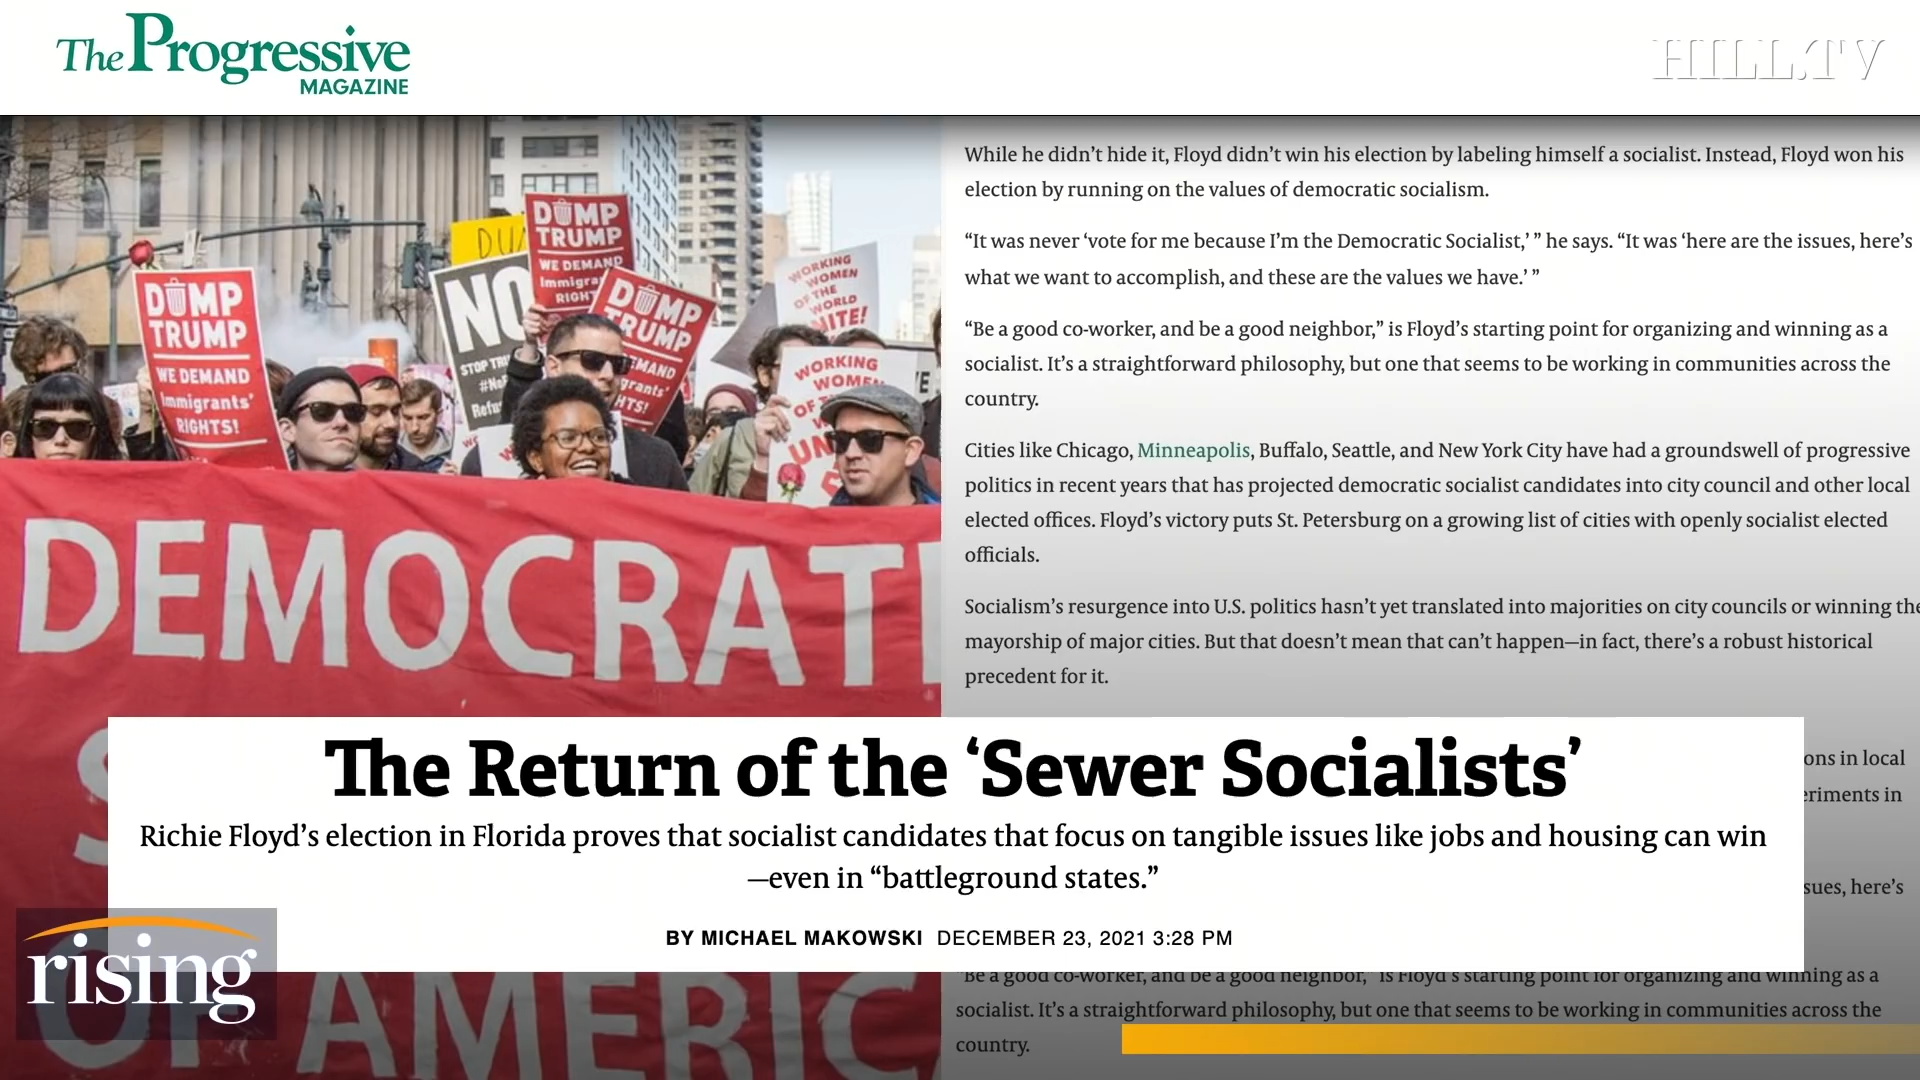 The Progressive
MAGAZINE
HILL.TV
DUMP
TRUMP
WE DEMAND
Immigrants'
RIGHTS!
DUMP
TRUMP
WE DEMAND
NO
STOP
DUMP
TRUMP
WORKING
WOMEN
OF THE
WORLD
WORKING
DEMOCRATI
OF AMERICA
While he didn’t hide it, Floyd didn’t win his election by labeling himself a socialist. Instead, Floyd won his
election by running on the values of democratic socialism.
“It was never ‘vote for me because I’m the Democratic Socialist,’ ” he says. “It was ‘here are the issues, here’s
what we want to accomplish, and these are the values we have.’ ”
“Be a good co-worker, and be a good neighbor,” is Floyd’s starting point for organizing and winning as a
socialist. It’s a straightforward philosophy, but one that seems to be working in communities across the
country.
Cities like Chicago, Minneapolis, Buffalo, Seattle, and New York City have had a groundswell of progressive
politics in recent years that has projected democratic socialist candidates into city council and other local
elected offices. Floyd’s victory puts St. Petersburg on a growing list of cities with openly socialist elected
officials.
Socialism’s resurgence into U.S. politics hasn’t yet translated into majorities on city councils or winning the
mayorship of major cities. But that doesn’t mean that can’t happen—in fact, there’s a robust historical
precedent for it.
ons in local
eriments in
sues, here’s
The Return of the ‘Sewer Socialists’
Richie Floyd’s election in Florida proves that socialist candidates that focus on tangible issues like jobs and housing can win
—even in “battleground states.”
BY MICHAEL MAKOWSKI DECEMBER 23, 2021 3:28 PM
“Be a good co-worker, and be a good neighbor,” is Floyd’s starting point for organizing and winning as a
socialist. It’s a straightforward philosophy, but one that seems to be working in communities across the
country.
rising